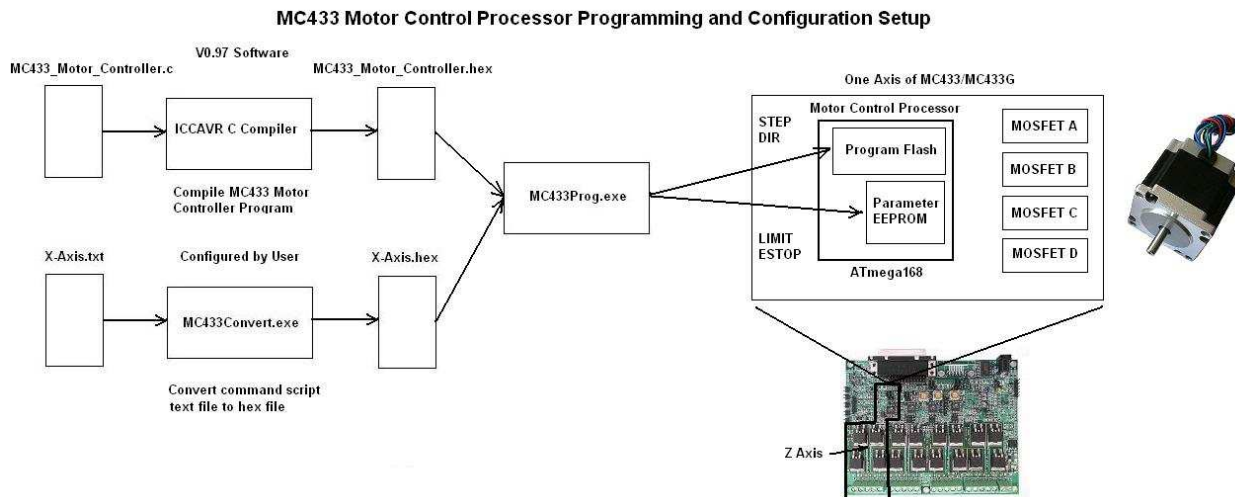 MC433 Motor Control Processor Programming and Configuration Setup
V0.97 Software
MC433_Motor_Controller.c
MC433_Motor_Controller.hex
ICCAVR C Compiler
Compile MC433 Motor
Controller Program
X-Axis.txt
Configured by User
X-Axis.hex
MC433Convert.exe
Convert command script
text file to hex file
MC433Prog.exe
One Axis of MC433/MC433G
Motor Control Processor
STEP
DIR
Program Flash
Parameter
EEPROM
LIMIT
ESTOP
ATmega168
MOSFET A
MOSFET B
MOSFET C
MOSFET D
Z Axis